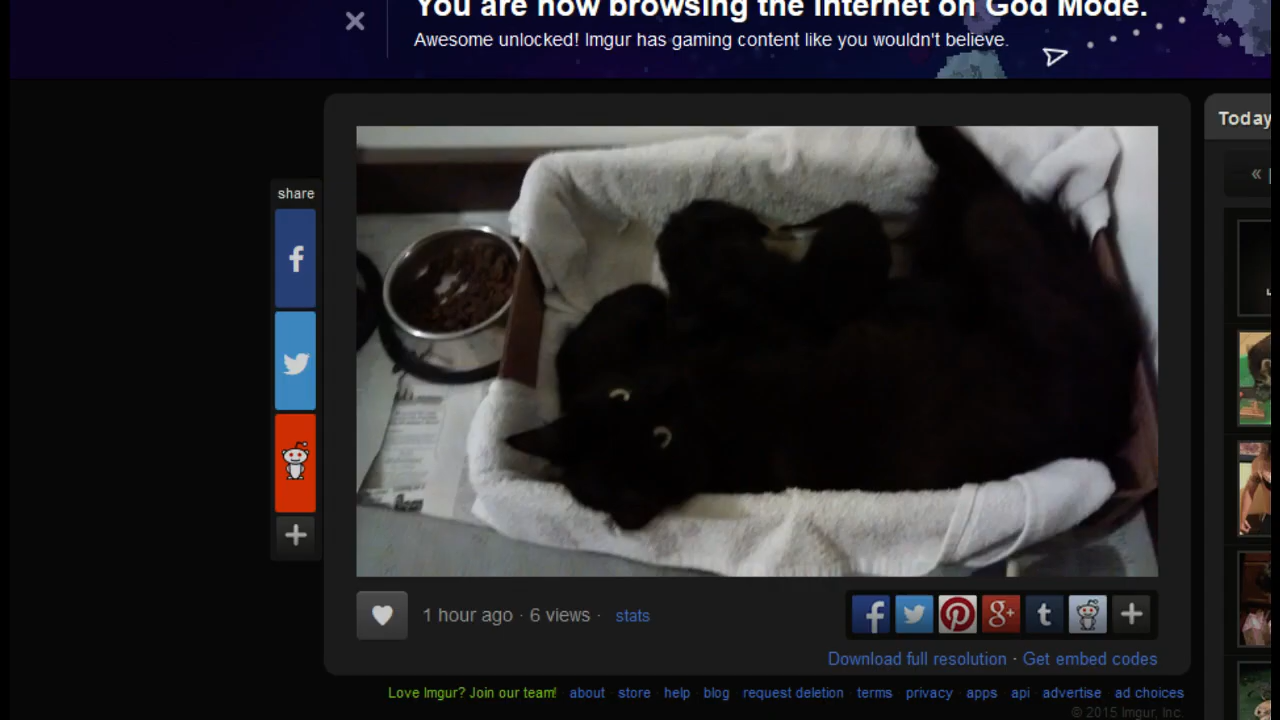 You are now browsing the internet on God Mode.
Awesome unlocked! Imgur has gaming content like you wouldn't believe.
Today
share
«
1 hour ago · 6 views · stats
Download full resolution · Get embed codes
Love Imgur? Join our team! about store help blog request deletion terms privacy apps api advertise ad choices
© 2015 Imgur, Inc.